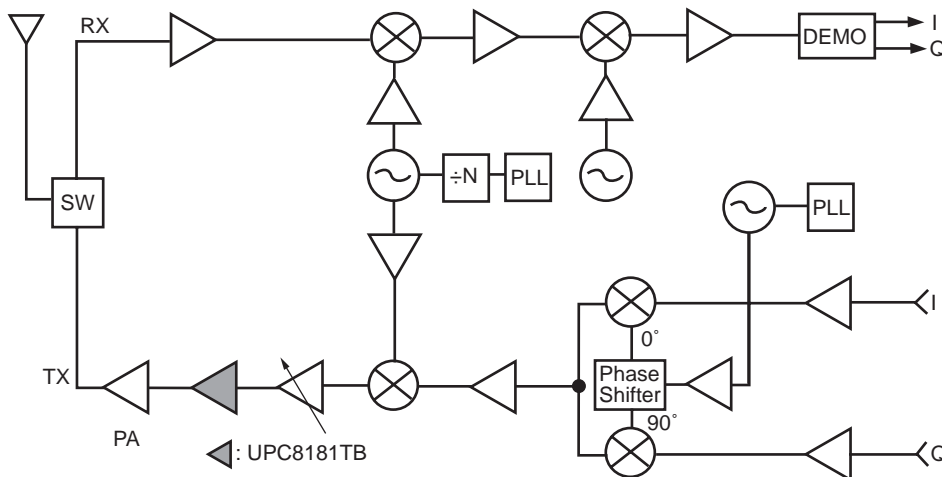 RX
DEMO
I
Q
SW
÷N
PLL
PLL
I
0°
TX
Phase
Shifter
90°
PA
: UPC8181TB
Q